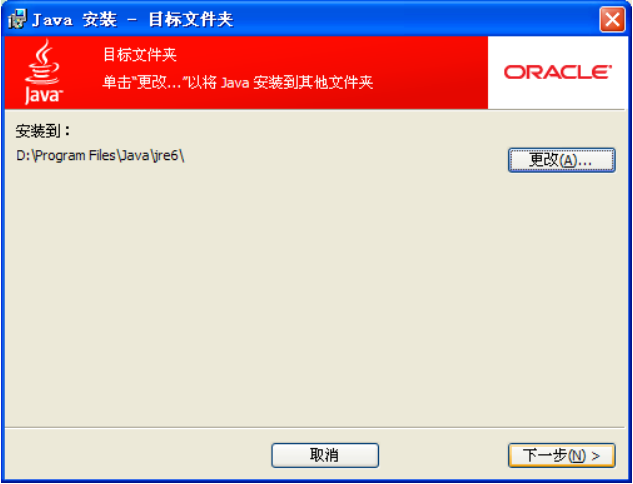 Java 安装 - 目标文件夹
Java
目标文件夹
单击“更改...”以将 Java 安装到其他文件夹
ORACLE
安装到：
D:\Program Files\Java\jre6\
更改(A)...
取消
下一步(N) >